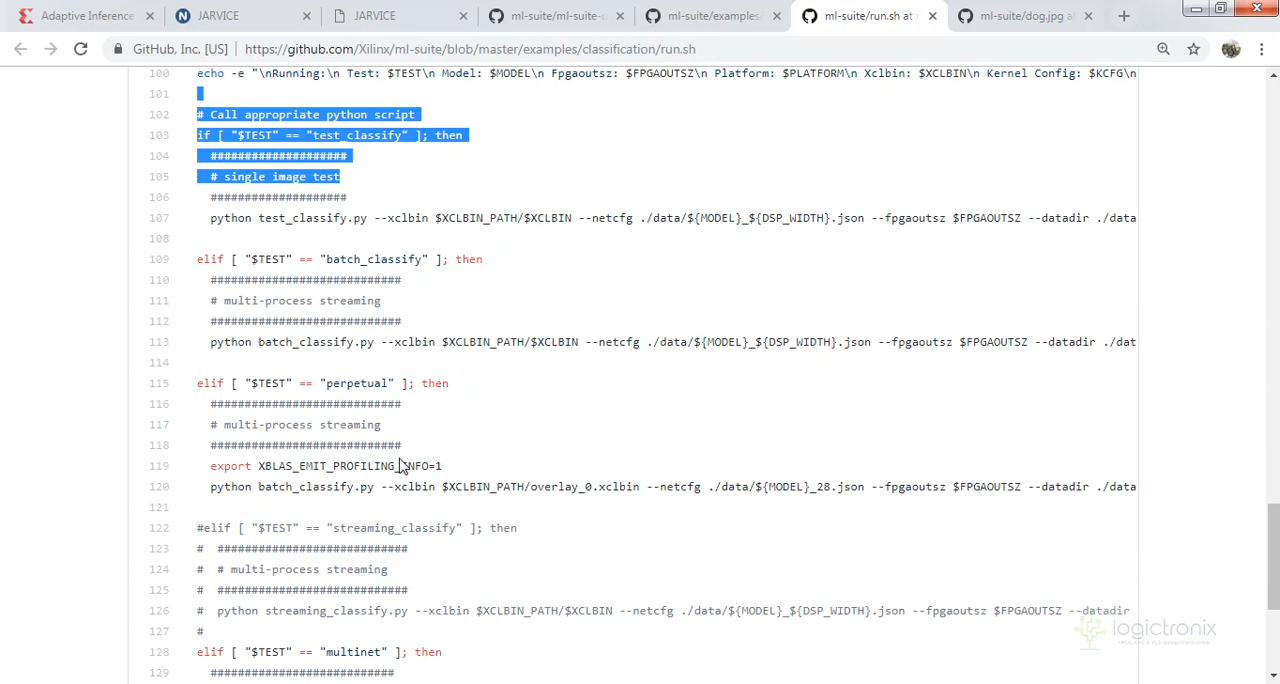 Adaptive Inference
JARVICE
JARVICE
ml-suite/ml-suite-o
ml-suite/examples/
ml-suite/run.sh at
ml-suite/dog.jpg at
GitHub, Inc. [US] https://github.com/Xilinx/ml-suite/blob/master/examples/classification/run.sh
100 echo -e "\nRunning:\n Test: $TEST\n Model: $MODEL\n Fpgaoutsz: $FPGAOUTSZ\n Platform: $PLATFORM\n Xclbin: $XCLBIN\n Kernel Config: $KCFG\n
101
102 # Call appropriate python script
103 if [ "$TEST" == "test_classify" ]; then
104 ####################
105 # single image test
106 ####################
107 python test_classify.py --xclbin $XCLBIN_PATH/$XCLBIN --netcfg ./data/${MODEL}_${DSP_WIDTH}.json --fpgaoutsz $FPGAOUTSZ --datadir ./data
108
109 elif [ "$TEST" == "batch_classify" ]; then
110 ############################
111 # multi-process streaming
112 ############################
113 python batch_classify.py --xclbin $XCLBIN_PATH/$XCLBIN --netcfg ./data/${MODEL}_${DSP_WIDTH}.json --fpgaoutsz $FPGAOUTSZ --datadir ./dat
114
115 elif [ "$TEST" == "perpetual" ]; then
116 ############################
117 # multi-process streaming
118 ############################
119 export XBLAS_EMIT_PROFILING_INFO=1
120 python batch_classify.py --xclbin $XCLBIN_PATH/overlay_0.xclbin --netcfg ./data/${MODEL}_28.json --fpgaoutsz $FPGAOUTSZ --datadir ./data
121
122 #elif [ "$TEST" == "streaming_classify" ]; then
123 # ############################
124 # # multi-process streaming
125 # ############################
126 # python streaming_classify.py --xclbin $XCLBIN_PATH/$XCLBIN --netcfg ./data/${MODEL}_${DSP_WIDTH}.json --fpgaoutsz $FPGAOUTSZ --datadir
127 #
128 elif [ "$TEST" == "multinet" ]; then
129 ###########################
logictronix